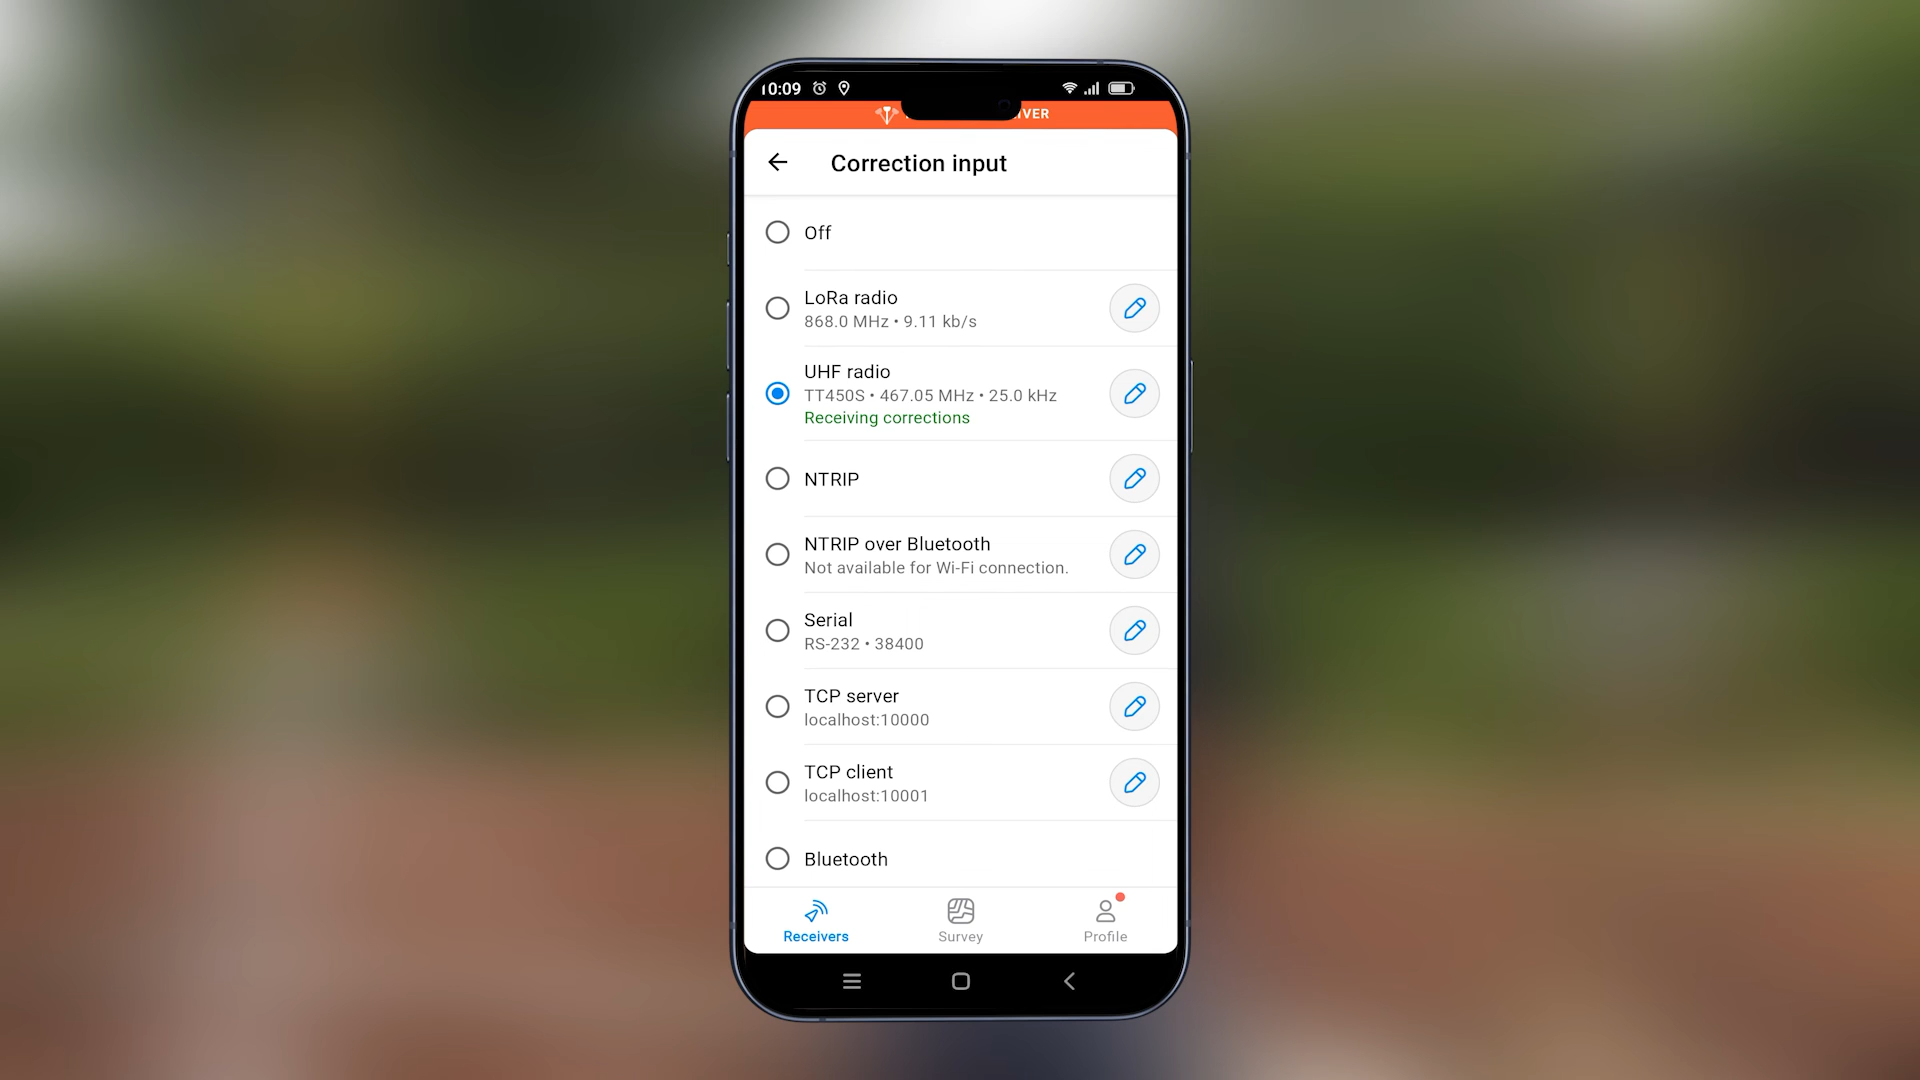 10:09
Correction input
Off
LoRa radio
868.0 MHz • 9.11 kb/s
UHF radio
TT450S • 467.05 MHz • 25.0 kHz
Receiving corrections
NTRIP
NTRIP over Bluetooth
Not available for Wi-Fi connection.
Serial
RS-232 • 38400
TCP server
localhost:10000
TCP client
localhost:10001
Bluetooth
Receivers
Survey
Profile